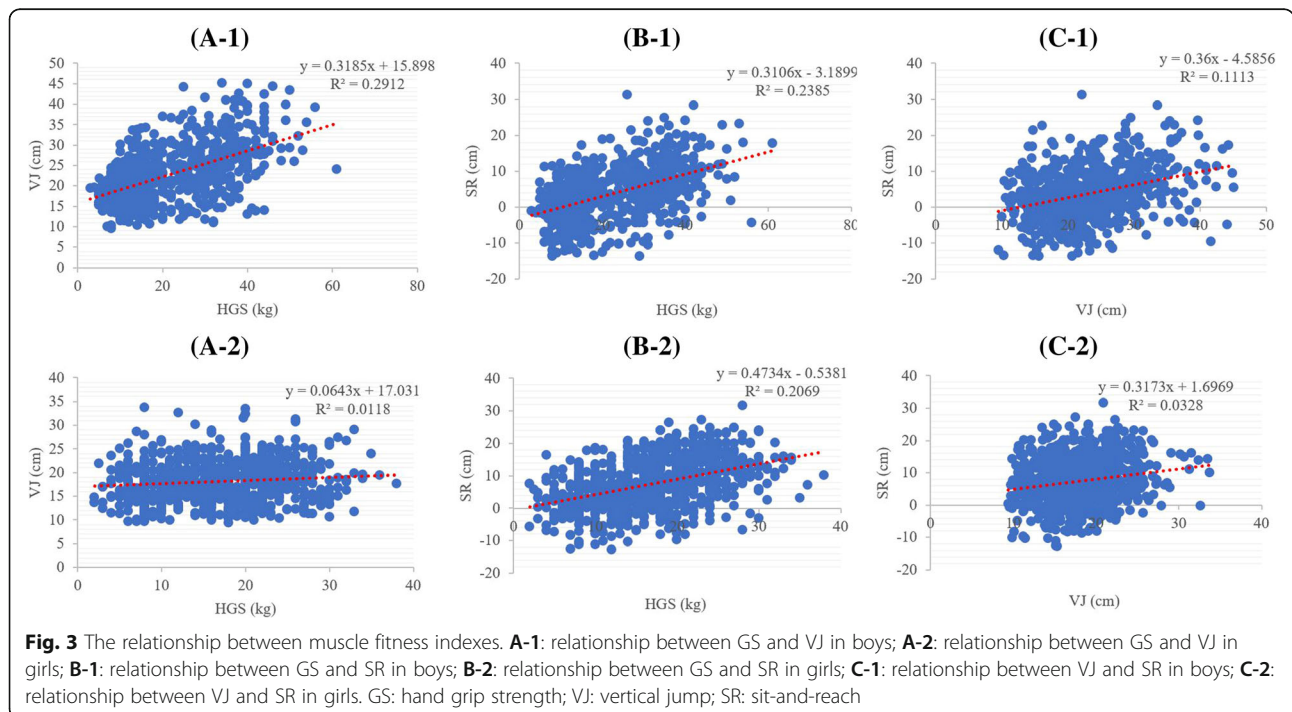 (A-1)
y = 0.3185x + 15.898
R² = 0.2912
50
45
40
35
30
25
20
15
10
5
0
VJ (cm)
0 20 40 60 80
HGS (kg)
(B-1)
y = 0.3106x - 3.1899
R² = 0.2385
40
30
20
10
0
-10
-20
SR (cm)
0 20 40 60 80
HGS (kg)
(C-1)
y = 0.36x - 4.5856
R² = 0.1113
40
30
20
10
0
-10
-20
SR (cm)
0 10 20 30 40 50
VJ (cm)
(A-2)
y = 0.0643x + 17.031
R² = 0.0118
40
35
30
25
20
15
10
5
0
VJ (cm)
0 10 20 30 40
HGS (kg)
(B-2)
y = 0.4734x - 0.5381
R² = 0.2069
40
30
20
10
0
-10
-20
SR (cm)
0 10 20 30 40
HGS (kg)
(C-2)
y = 0.3173x + 1.6969
R² = 0.0328
40
30
20
10
0
-10
-20
SR (cm)
0 10 20 30 40
VJ (cm)
Fig. 3 The relationship between muscle fitness indexes. A-1: relationship between GS and VJ in boys; A-2: relationship between GS and VJ in
girls; B-1: relationship between GS and SR in boys; B-2: relationship between GS and SR in girls; C-1: relationship between VJ and SR in boys; C-2:
relationship between VJ and SR in girls. GS: hand grip strength; VJ: vertical jump; SR: sit-and-reach